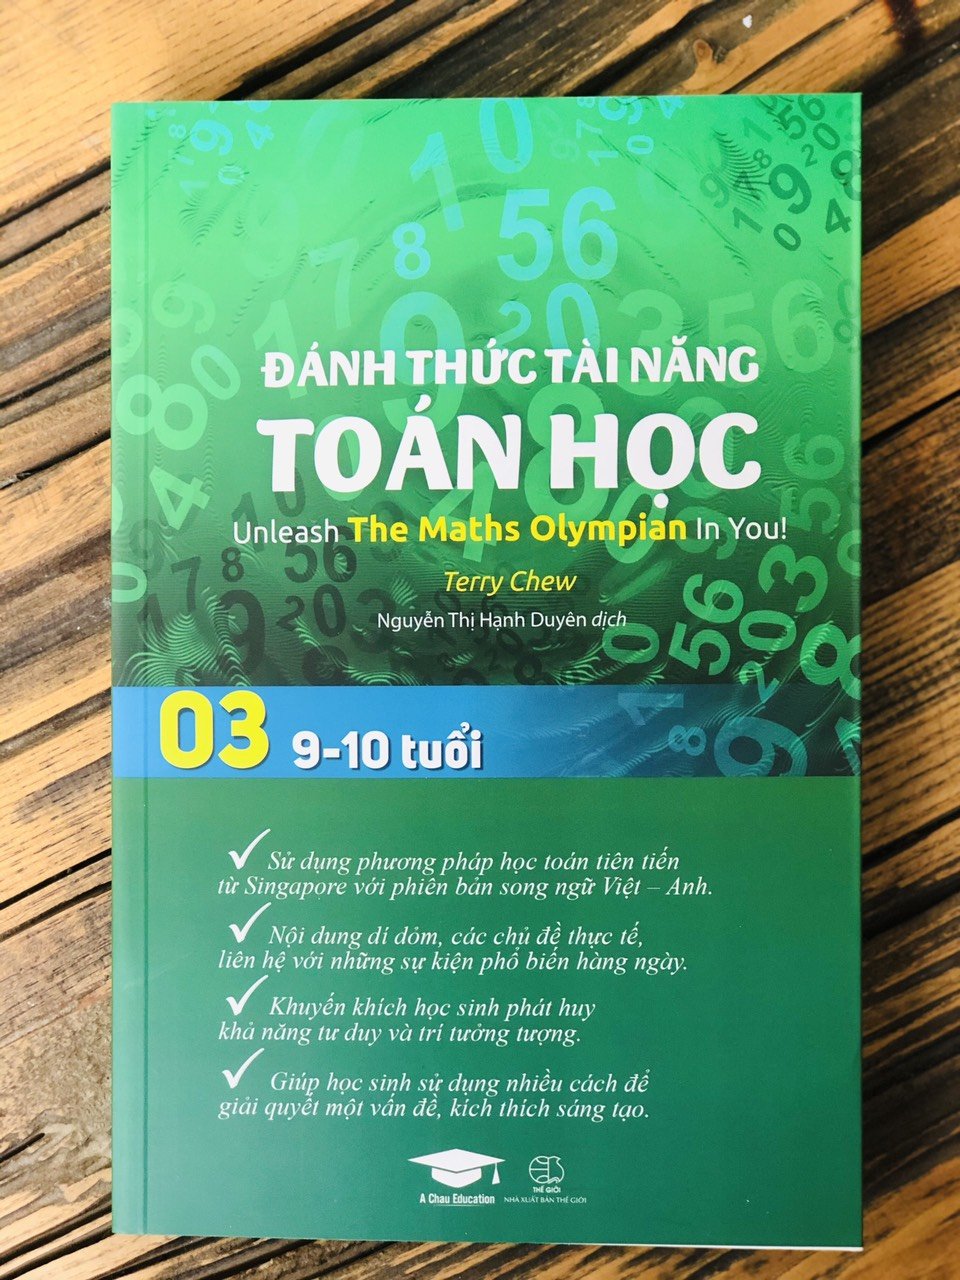 ĐÁNH THỨC TÀI NĂNG
TOÁN HỌC
Unleash The Maths Olympian In You!
Terry Chew
Nguyễn Thị Hạnh Duyên dịch
03 9-10 tuổi
✓ Sử dụng phương pháp học toán tiên tiến
từ Singapore với phiên bản song ngữ Việt – Anh.
✓ Nội dung dí dỏm, các chủ đề thực tế,
liên hệ với những sự kiện phổ biến hàng ngày.
✓ Khuyến khích học sinh phát huy
khả năng tư duy và trí tưởng tượng.
✓ Giúp học sinh sử dụng nhiều cách để
giải quyết một vấn đề, kích thích sáng tạo.
A Chau Education
THẾ GIỚI
NHÀ XUẤT BẢN THẾ GIỚI